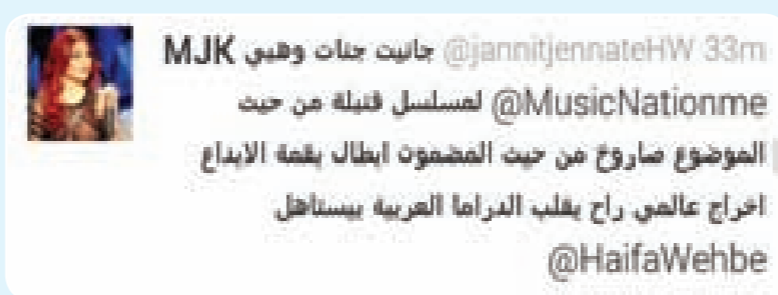 جانيت جنات وهبي MJK @jannitjennateHW 33m
@MusicNationme لمسلسل قنبلة من حيث
الموضوع صاروخ من حيث المضمون ابطال بقمة الابداع
اخراج عالمي راح يقلب الدراما العربية بيستاهل
@HaifaWehbe